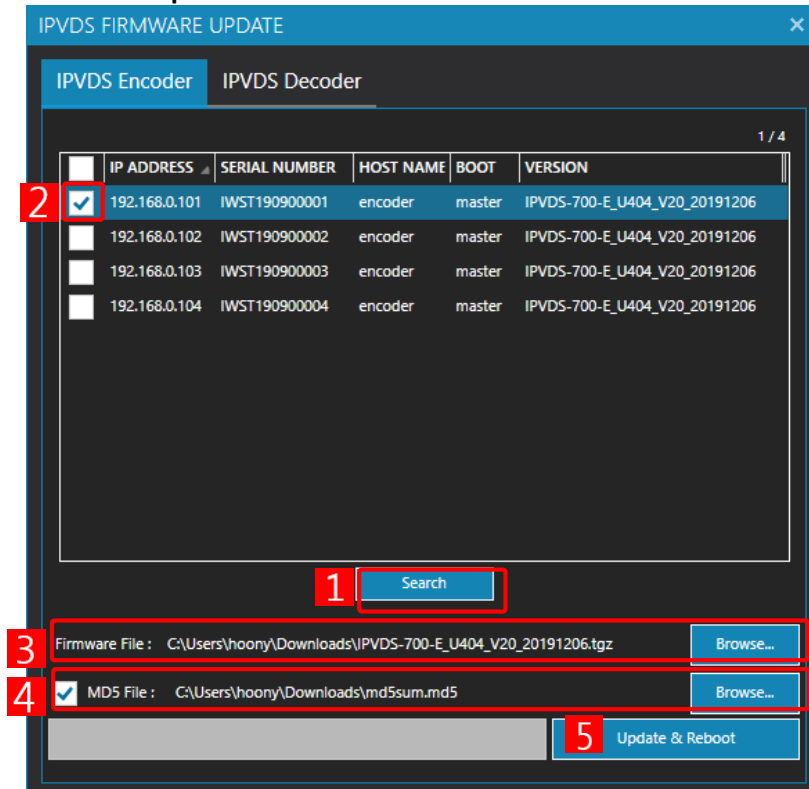 IPVDS FIRMWARE UPDATE ×
IPVDS Encoder IPVDS Decoder
1 / 4
IP ADDRESS SERIAL NUMBER HOST NAME BOOT VERSION
2 192.168.0.101 IWST190900001 encoder master IPVDS-700-E_U404_V20_20191206
192.168.0.102 IWST190900002 encoder master IPVDS-700-E_U404_V20_20191206
192.168.0.103 IWST190900003 encoder master IPVDS-700-E_U404_V20_20191206
192.168.0.104 IWST190900004 encoder master IPVDS-700-E_U404_V20_20191206
1 Search
3 Firmware File : C:\Users\hoony\Downloads\IPVDS-700-E_U404_V20_20191206.tgz Browse...
4 MD5 File : C:\Users\hoony\Downloads\md5sum.md5 Browse...
5 Update & Reboot